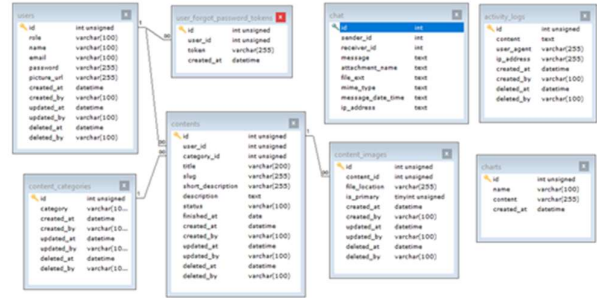 users
id int unsigned
role varchar(100)
name varchar(100)
email varchar(100)
password varchar(255)
picture_url varchar(255)
created_at datetime
created_by varchar(100)
updated_at datetime
updated_by varchar(100)
deleted_at datetime
deleted_by varchar(100)
user_forgot_password_tokens
id int unsigned
user_id int unsigned
token varchar(255)
created_at datetime
chat
id int
sender_id int
receiver_id int
message text
attachment_name text
file_ext text
mime_type text
message_date_time text
ip_address text
activity_logs
id int unsigned
content text
user_agent varchar(255)
ip_address varchar(255)
created_at datetime
created_by varchar(100)
content_categories
id int unsigned
category varchar(10...
created_at datetime
created_by varchar(10...
updated_at datetime
updated_by varchar(10...
deleted_at datetime
deleted_by varchar(10...
contents
id int unsigned
user_id int unsigned
category_id int unsigned
title varchar(200)
slug varchar(255)
short_description varchar(255)
description text
status varchar(100)
finished_at date
created_at datetime
created_by varchar(100)
updated_at datetime
updated_by varchar(100)
deleted_at datetime
deleted_by varchar(100)
content_images
id int unsigned
content_id int unsigned
file_location varchar(255)
is_primary tinyint unsigned
created_at datetime
created_by varchar(100)
updated_at datetime
updated_by varchar(100)
deleted_at datetime
deleted_by varchar(100)
charts
id int unsigned
name varchar(100)
content varchar(255)
created_at datetime